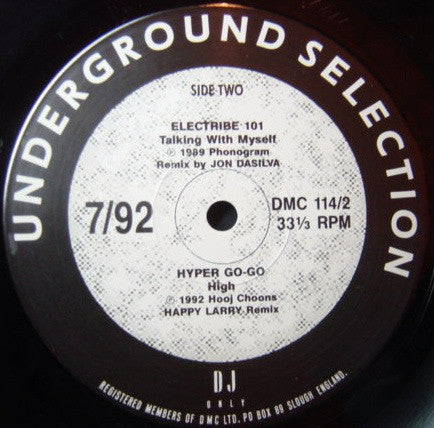 UNDERGROUND SELECTION
SIDE TWO
ELECTRIBE 101
Talking With Myself
℗ 1989 Phonogram
Remix by JON DASILVA
7/92
DMC 114/2
33⅓ RPM
HYPER GO-GO
High
℗ 1992 Hooj Choons
HAPPY LARRY Remix
DJ
ONLY
REGISTERED MEMBERS OF DMC LTD. PO BOX 89 SLOUGH ENGLAND.